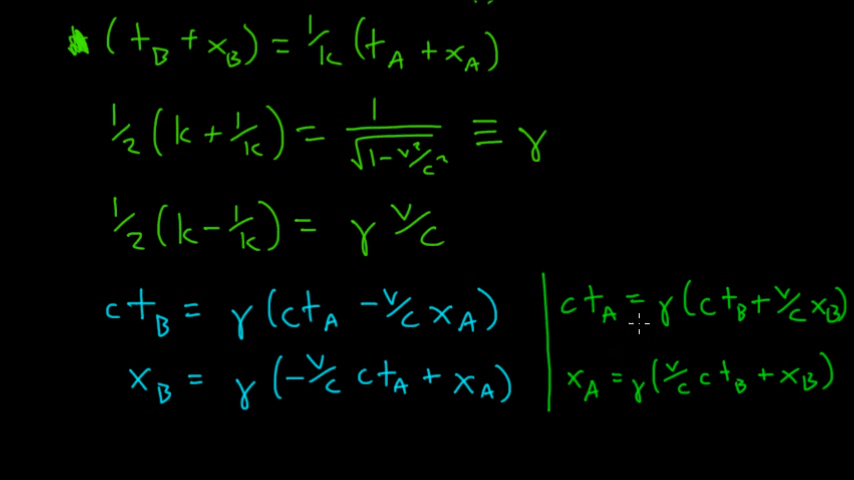 (t_B + x_B) = 1/k (t_A + x_A)
1/2 (k + 1/k) = 1/√(1 - v²/c²) ≡ γ
1/2 (k - 1/k) = γ v/c
ct_B = γ (ct_A - v/c x_A)
x_B = γ (-v/c ct_A + x_A)
ct_A = γ (ct_B + v/c x_B)
x_A = γ (v/c ct_B + x_B)